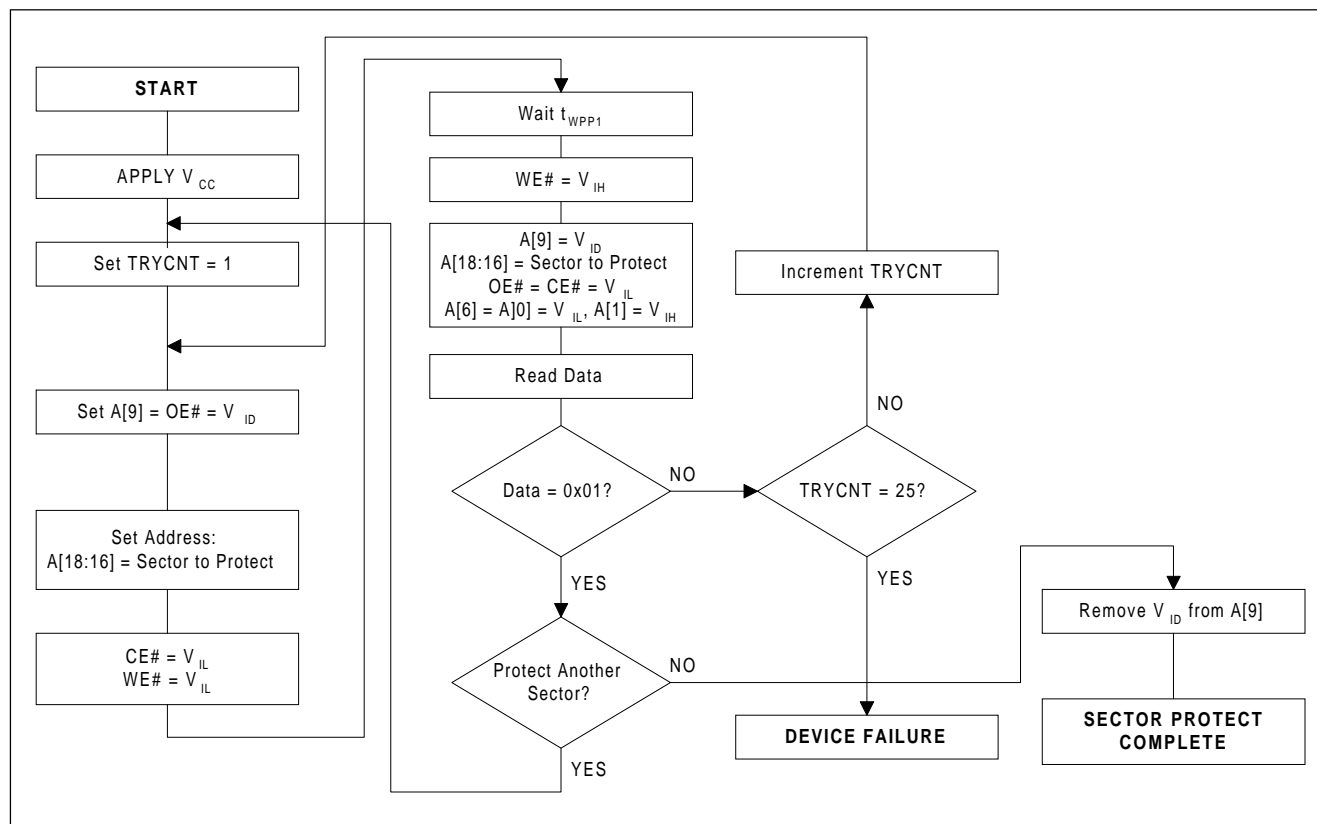 START
APPLY V CC
Set TRYCNT = 1
Set A[9] = OE# = V ID
Set Address:
A[18:16] = Sector to Protect
CE# = V IL
WE# = V IL
Wait t WPP1
WE# = V IH
A[9] = V ID
A[18:16] = Sector to Protect
OE# = CE# = V IL
A[6] = A]0] = V IL, A[1] = V IH
Read Data
Data = 0x01?
NO
YES
Protect Another
Sector?
NO
YES
Increment TRYCNT
NO
TRYCNT = 25?
YES
DEVICE FAILURE
Remove V ID from A[9]
SECTOR PROTECT
COMPLETE